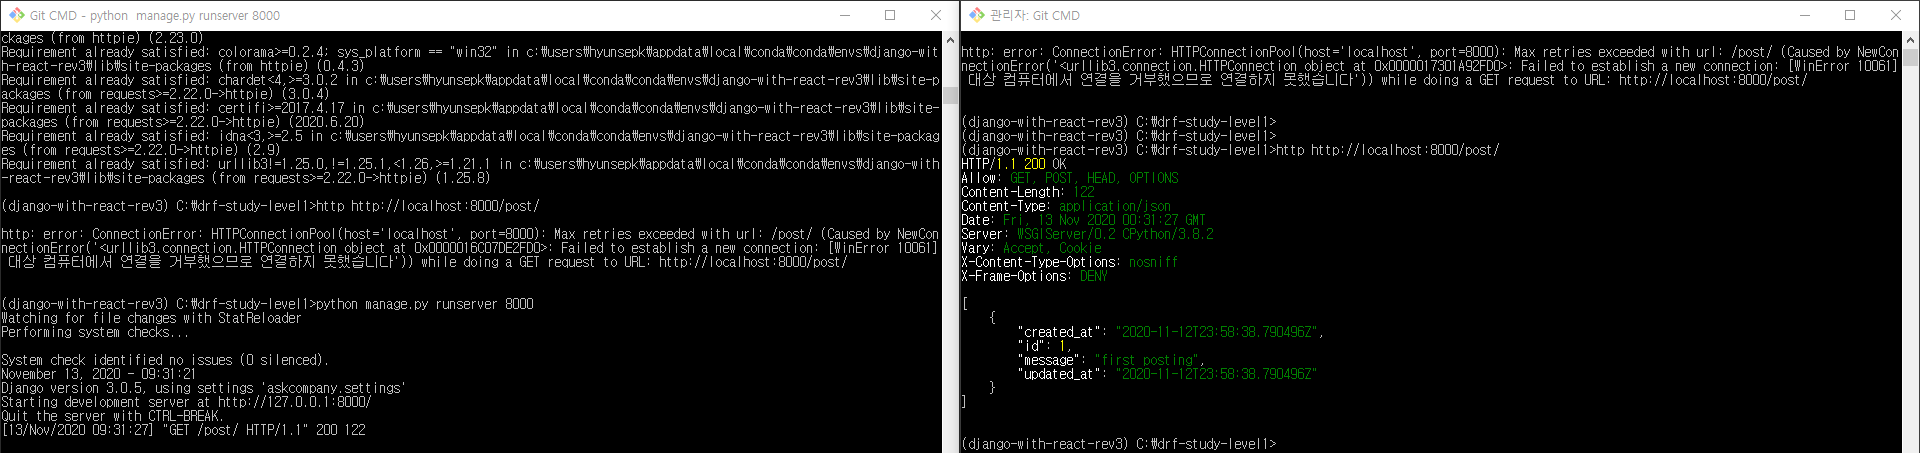 Git CMD - python  manage.py runserver 8000
ckages (from httpie) (2.23.0)
Requirement already satisfied: colorama>=0.2.4; sys_platform == "win32" in c:₩users₩hyunsepk₩appdata₩local₩conda₩conda₩envs₩django-wit
h-react-rev3₩lib₩site-packages (from httpie) (0.4.3)
Requirement already satisfied: chardet<4,>=3.0.2 in c:₩users₩hyunsepk₩appdata₩local₩conda₩conda₩envs₩django-with-react-rev3₩lib₩site-p
ackages (from requests>=2.22.0->httpie) (3.0.4)
Requirement already satisfied: certifi>=2017.4.17 in c:₩users₩hyunsepk₩appdata₩local₩conda₩conda₩envs₩django-with-react-rev3₩lib₩site-
packages (from requests>=2.22.0->httpie) (2020.6.20)
Requirement already satisfied: idna<3,>=2.5 in c:₩users₩hyunsepk₩appdata₩local₩conda₩conda₩envs₩django-with-react-rev3₩lib₩site-packag
es (from requests>=2.22.0->httpie) (2.9)
Requirement already satisfied: urllib3!=1.25.0,!=1.25.1,<1.26,>=1.21.1 in c:₩users₩hyunsepk₩appdata₩local₩conda₩conda₩envs₩django-with
-react-rev3₩lib₩site-packages (from requests>=2.22.0->httpie) (1.25.8)
(django-with-react-rev3) C:₩drf-study-level1>http http://localhost:8000/post/
http: error: ConnectionError: HTTPConnectionPool(host='localhost', port=8000): Max retries exceeded with url: /post/ (Caused by NewCon
nectionError('<urllib3.connection.HTTPConnection object at 0x0000016C07DE2FD0>: Failed to establish a new connection: [WinError 10061]
대상 컴퓨터에서 연결을 거부했으므로 연결하지 못했습니다')) while doing a GET request to URL: http://localhost:8000/post/
(django-with-react-rev3) C:₩drf-study-level1>python manage.py runserver 8000
Watching for file changes with StatReloader
Performing system checks...
System check identified no issues (0 silenced).
November 13, 2020 - 09:31:21
Django version 3.0.5, using settings 'askcompany.settings'
Starting development server at http://127.0.0.1:8000/
Quit the server with CTRL-BREAK.
[13/Nov/2020 09:31:27] "GET /post/ HTTP/1.1" 200 122
관리자: Git CMD
http: error: ConnectionError: HTTPConnectionPool(host='localhost', port=8000): Max retries exceeded with url: /post/ (Caused by NewCon
nectionError('<urllib3.connection.HTTPConnection object at 0x0000017301A92FD0>: Failed to establish a new connection: [WinError 10061]
대상 컴퓨터에서 연결을 거부했으므로 연결하지 못했습니다')) while doing a GET request to URL: http://localhost:8000/post/
(django-with-react-rev3) C:₩drf-study-level1>
(django-with-react-rev3) C:₩drf-study-level1>
(django-with-react-rev3) C:₩drf-study-level1>http http://localhost:8000/post/
HTTP/1.1 200 OK
Allow: GET, POST, HEAD, OPTIONS
Content-Length: 122
Content-Type: application/json
Date: Fri, 13 Nov 2020 00:31:27 GMT
Server: WSGIServer/0.2 CPython/3.8.2
Vary: Accept, Cookie
X-Content-Type-Options: nosniff
X-Frame-Options: DENY
[
{
"created_at": "2020-11-12T23:58:38.790496Z",
"id": 1,
"message": "first posting",
"updated_at": "2020-11-12T23:58:38.790496Z"
}
]
(django-with-react-rev3) C:₩drf-study-level1>